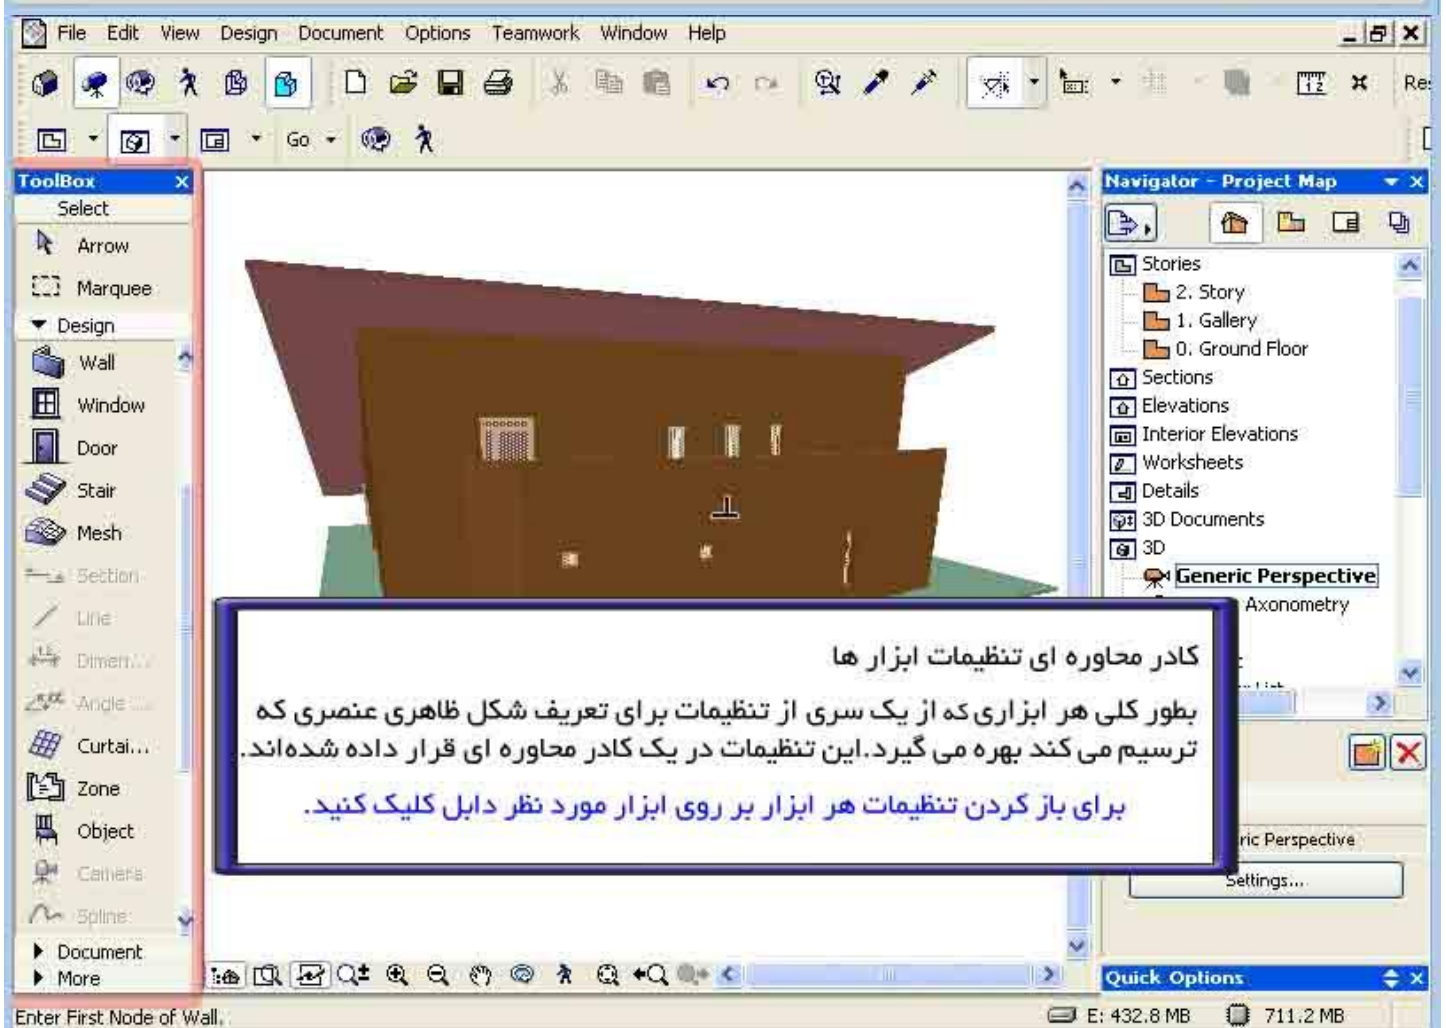 File Edit View Design Document Options Teamwork Window Help
Go
ToolBox
Select
Arrow
Marquee
Design
Wall
Window
Door
Stair
Mesh
Section
Line
Dimen...
Angle ...
Curtai...
Zone
Object
Camera
Spline
Document
More
Navigator - Project Map
Stories
2. Story
1. Gallery
0. Ground Floor
Sections
Elevations
Interior Elevations
Worksheets
Details
3D Documents
3D
Generic Perspective
Axonometry
کادر محاوره ای تنظیمات ابزار ها
بطور کلی هر ابزاری که از یک سری از تنظیمات برای تعریف شکل ظاهری عنصری که
ترسیم می کند بهره می گیرد.این تنظیمات در یک کادر محاوره ای قرار داده شده‌اند.
برای باز کردن تنظیمات هر ابزار بر روی ابزار مورد نظر دابل کلیک کنید.
Perspective
Settings...
Quick Options
Enter First Node of Wall.
E: 432.8 MB 711.2 MB